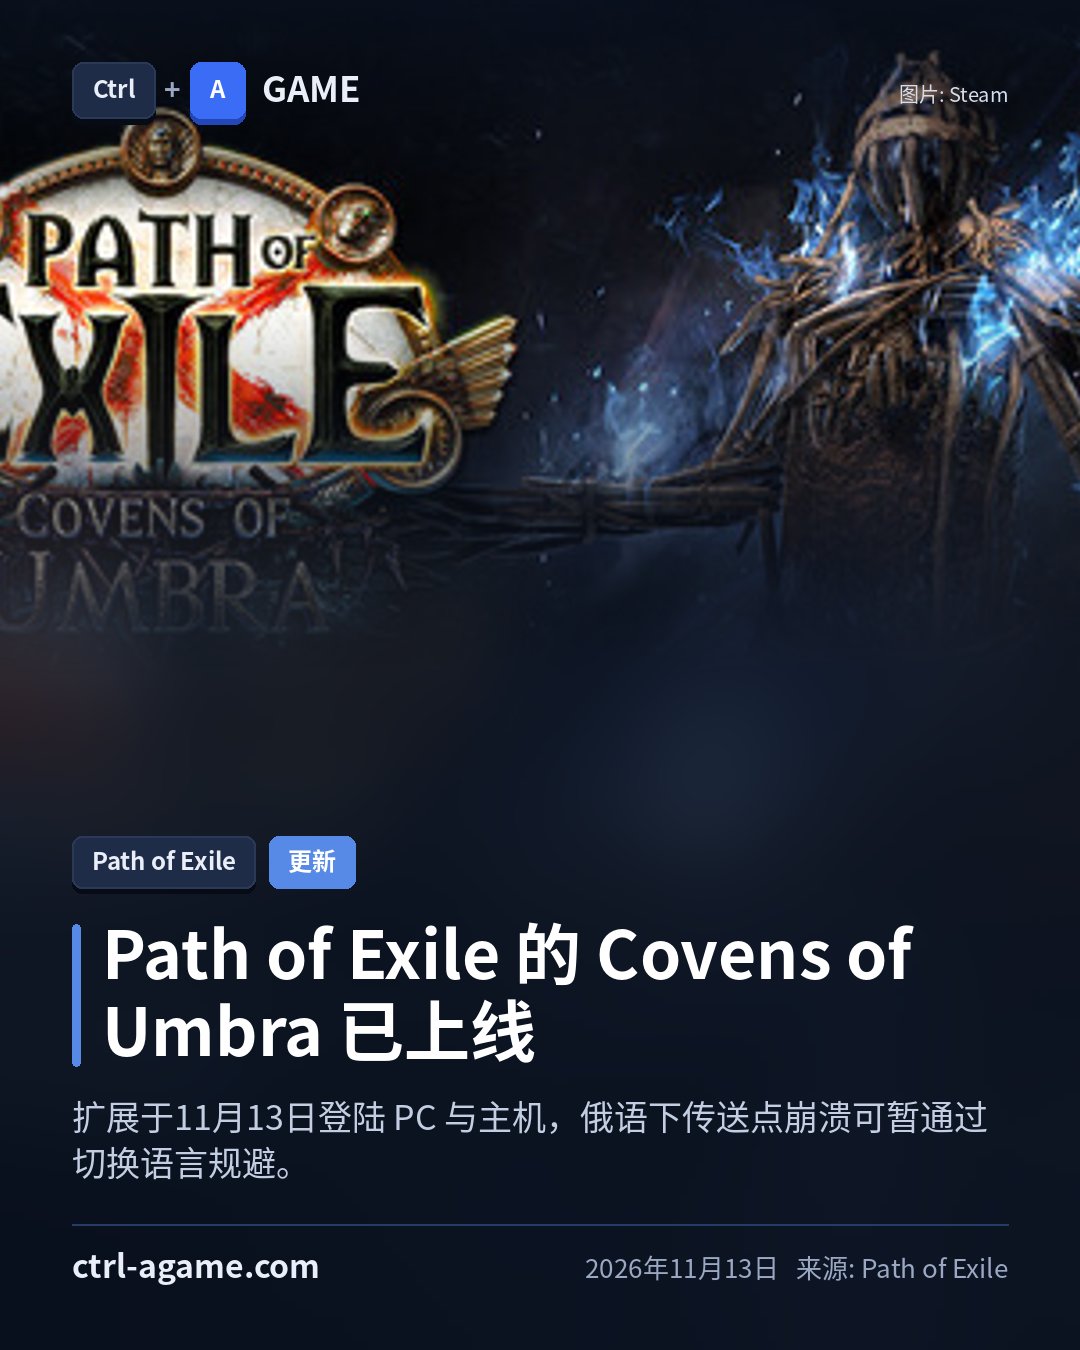 Ctrl + A GAME
图片: Steam
PATH OF
EXILE
COVENS OF
UMBRA
Path of Exile 更新
Path of Exile 的 Covens of
Umbra 已上线
扩展于11月13日登陆 PC 与主机，俄语下传送点崩溃可暂通过
切换语言规避。
ctrl-agame.com
2026年11月13日 来源: Path of Exile